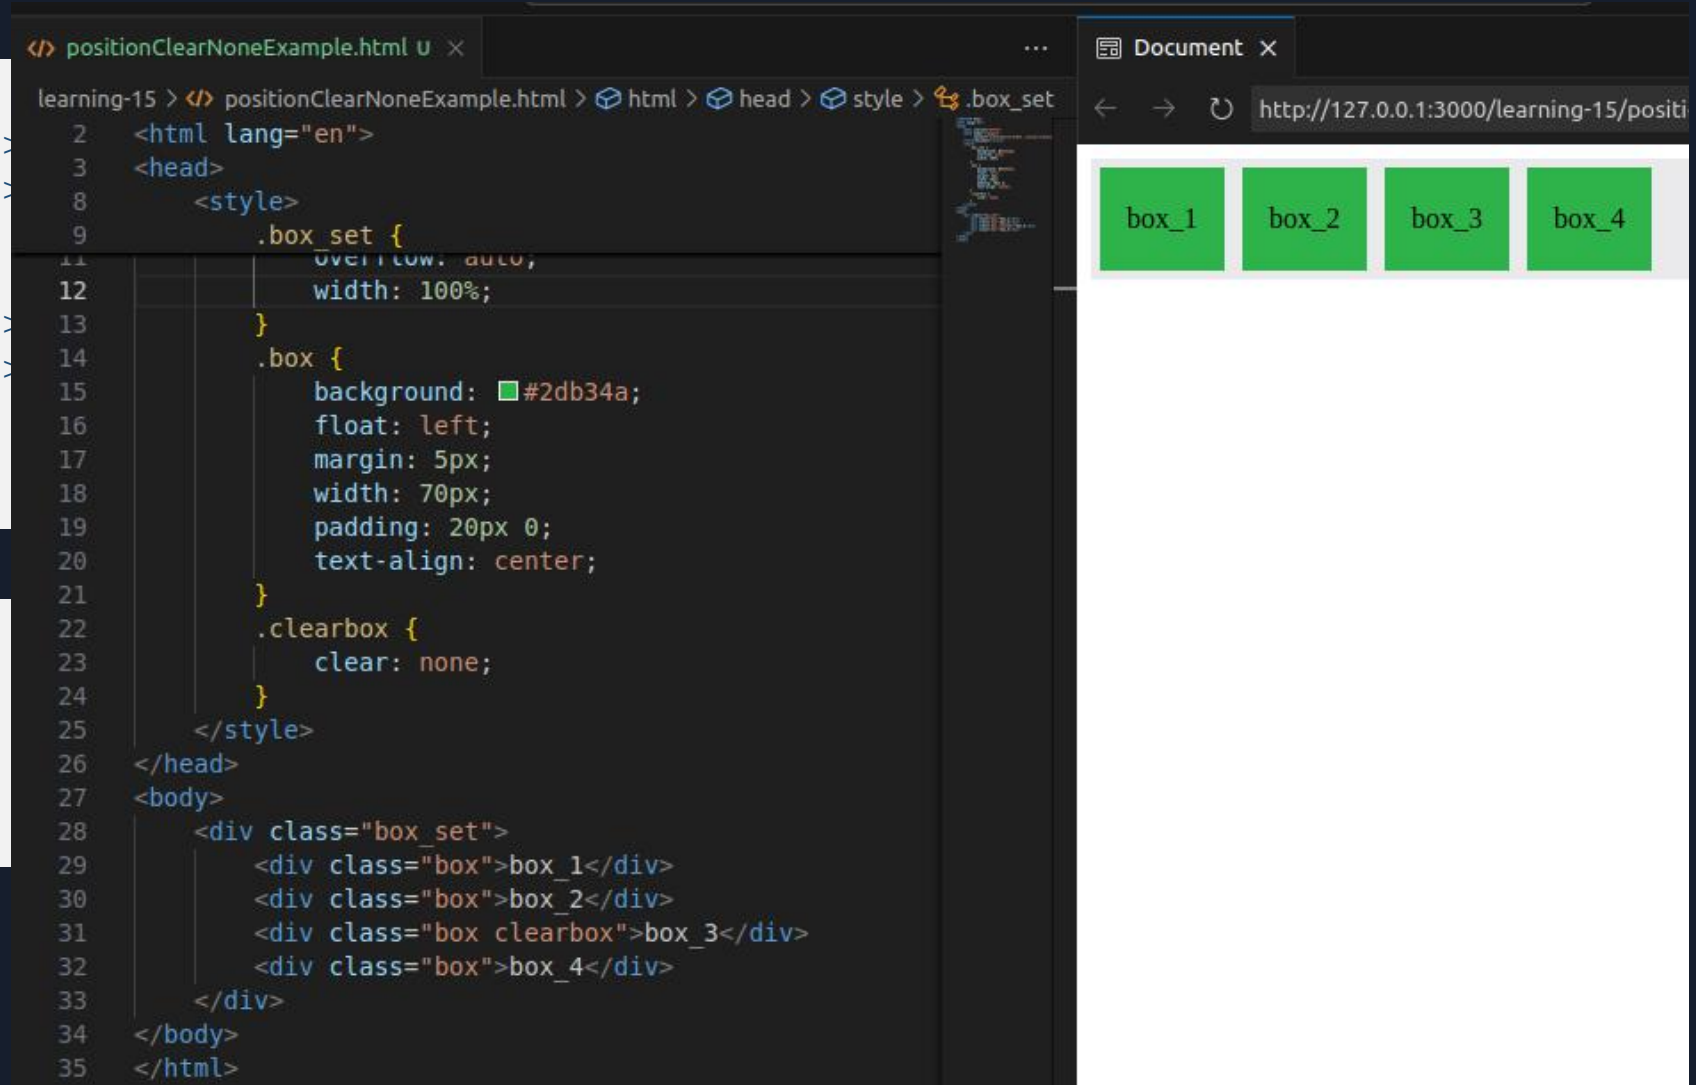 positionClearNoneExample.html U
learning-15 > positionClearNoneExample.html > html > head > style > .box_set
2 <html lang="en">
3 <head>
8 <style>
9 .box_set {
11 overflow: auto;
12 width: 100%;
13 }
14 .box {
15 background: #2db34a;
16 float: left;
17 margin: 5px;
18 width: 70px;
19 padding: 20px 0;
20 text-align: center;
21 }
22 .clearbox {
23 clear: none;
24 }
25 </style>
26 </head>
27 <body>
28 <div class="box_set">
29 <div class="box">box_1</div>
30 <div class="box">box_2</div>
31 <div class="box clearbox">box_3</div>
32 <div class="box">box_4</div>
33 </div>
34 </body>
35 </html>
Document
http://127.0.0.1:3000/learning-15/positi
box_1 box_2 box_3 box_4